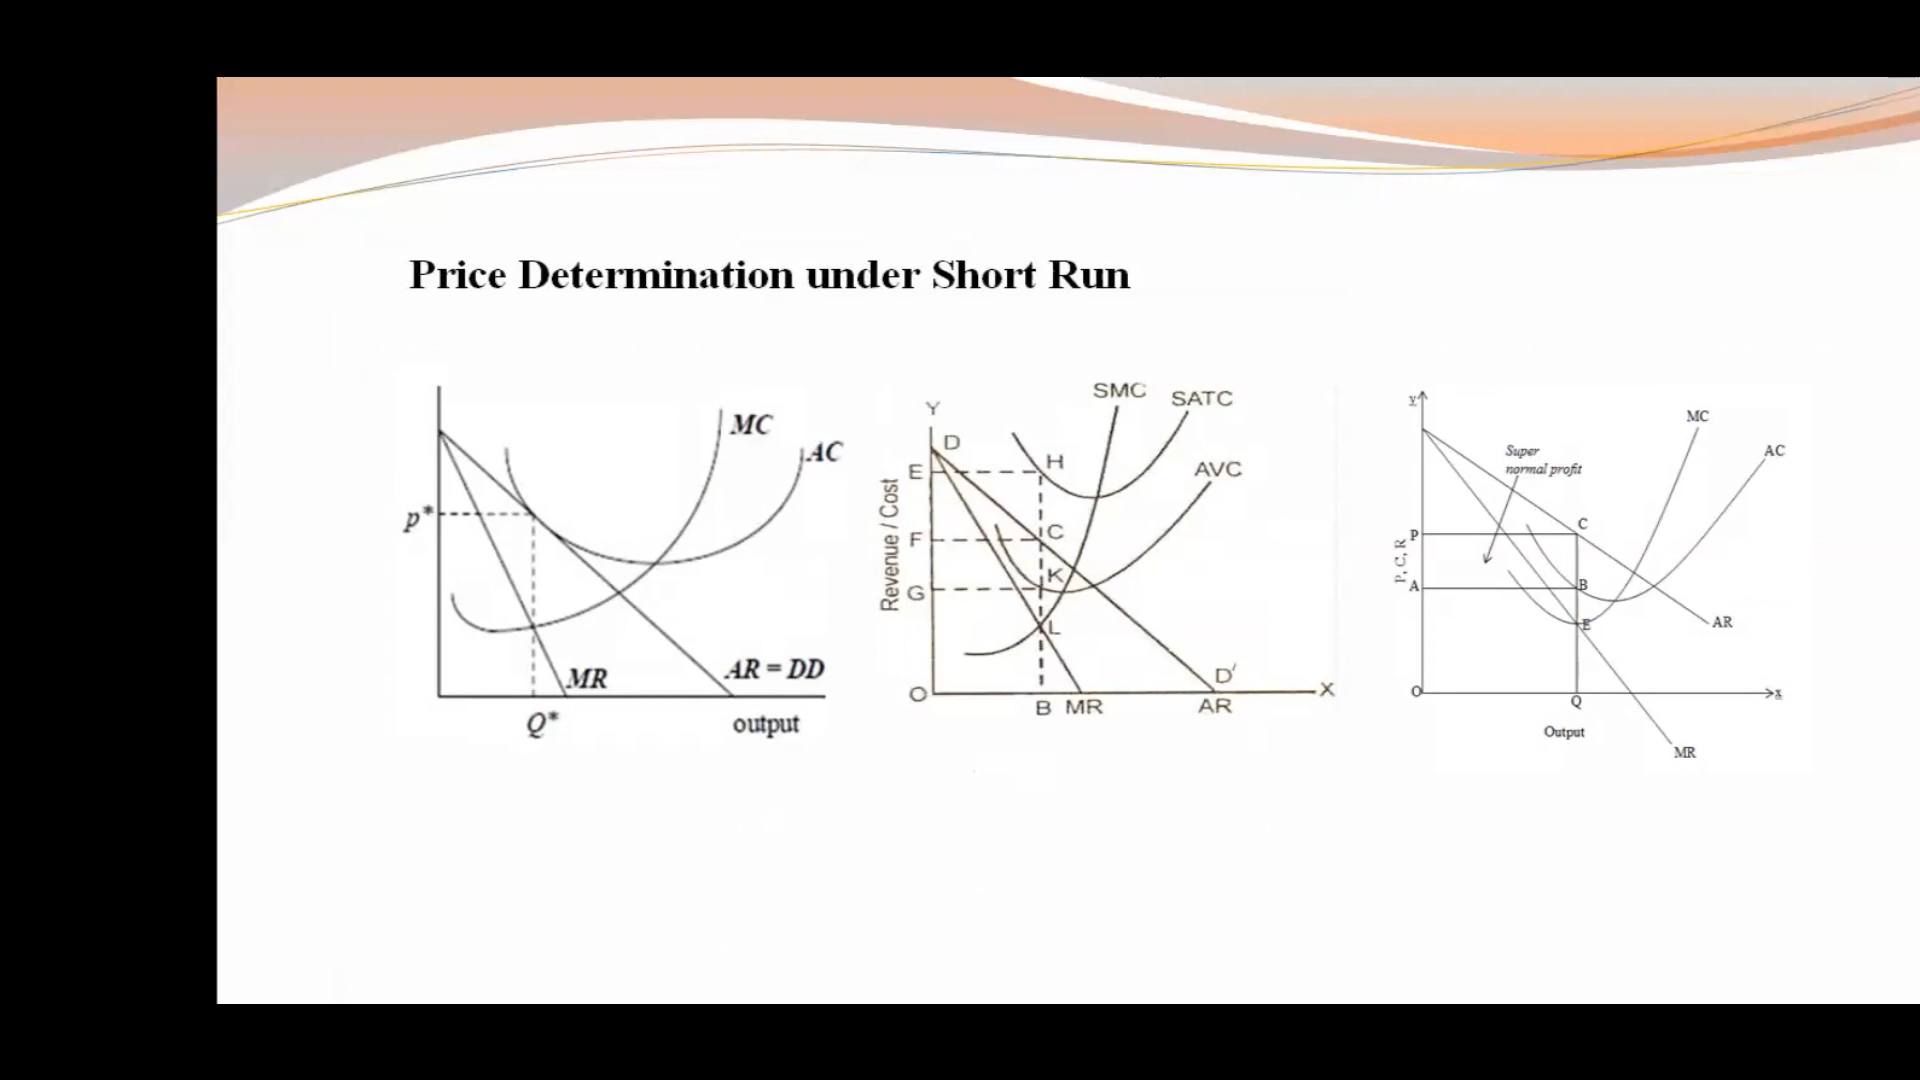 Price Determination under Short Run
MC
AC
p*
MR
AR = DD
Q*
output
SMC
SATC
Y
D
H
E
AVC
Revenue / Cost
F
C
K
G
L
D'
O
X
B
MR
AR
y
MC
Super
normal profit
AC
C
P
P, C, R
A
B
E
AR
O
x
Q
Output
MR